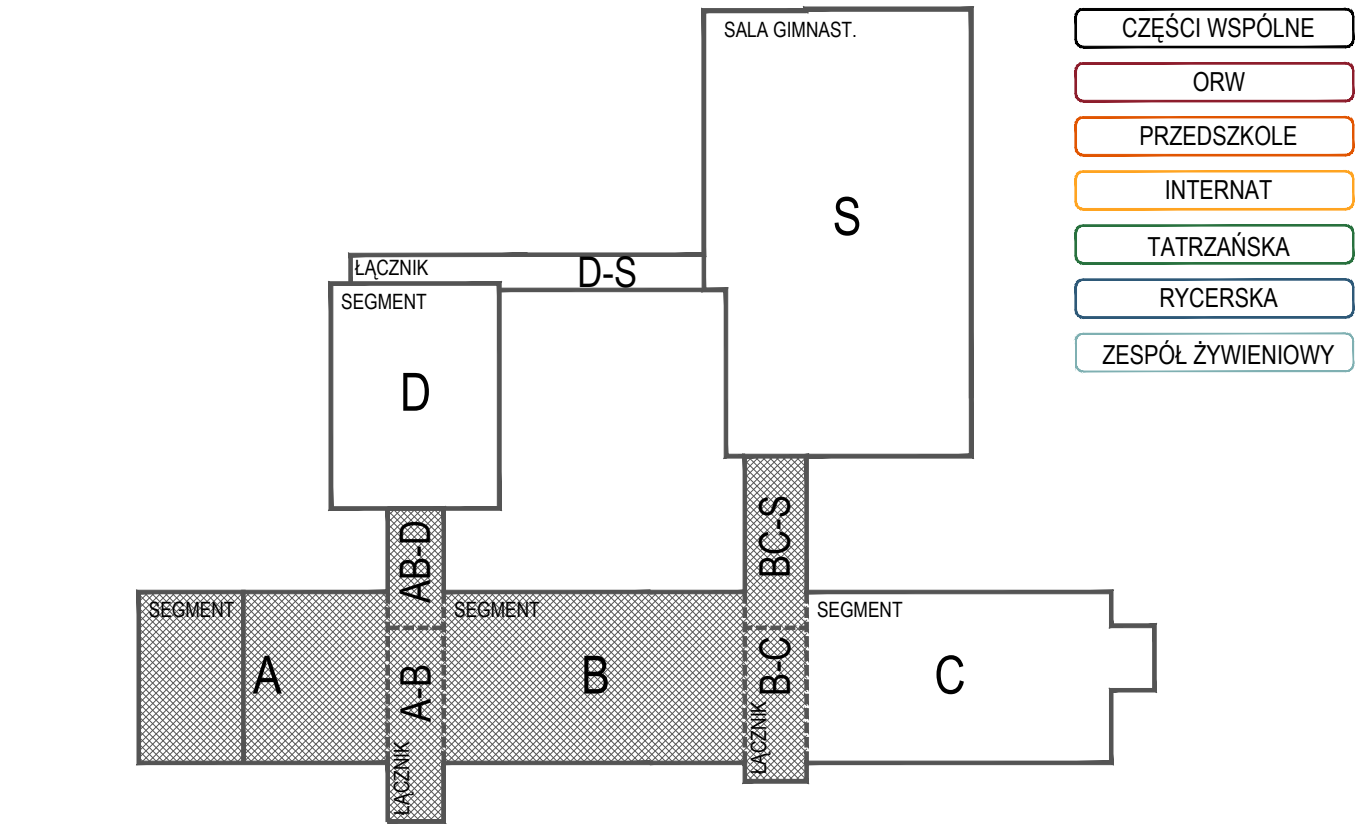 SALA GIMNAST.
S
ŁĄCZNIK
D-S
SEGMENT
D
AB-D
BC-S
SEGMENT
A
ŁĄCZNIK
A-B
SEGMENT
B
ŁĄCZNIK
B-C
SEGMENT
C
CZĘŚCI WSPÓLNE
ORW
PRZEDSZKOLE
INTERNAT
TATRZAŃSKA
RYCERSKA
ZESPÓŁ ŻYWIENIOWY